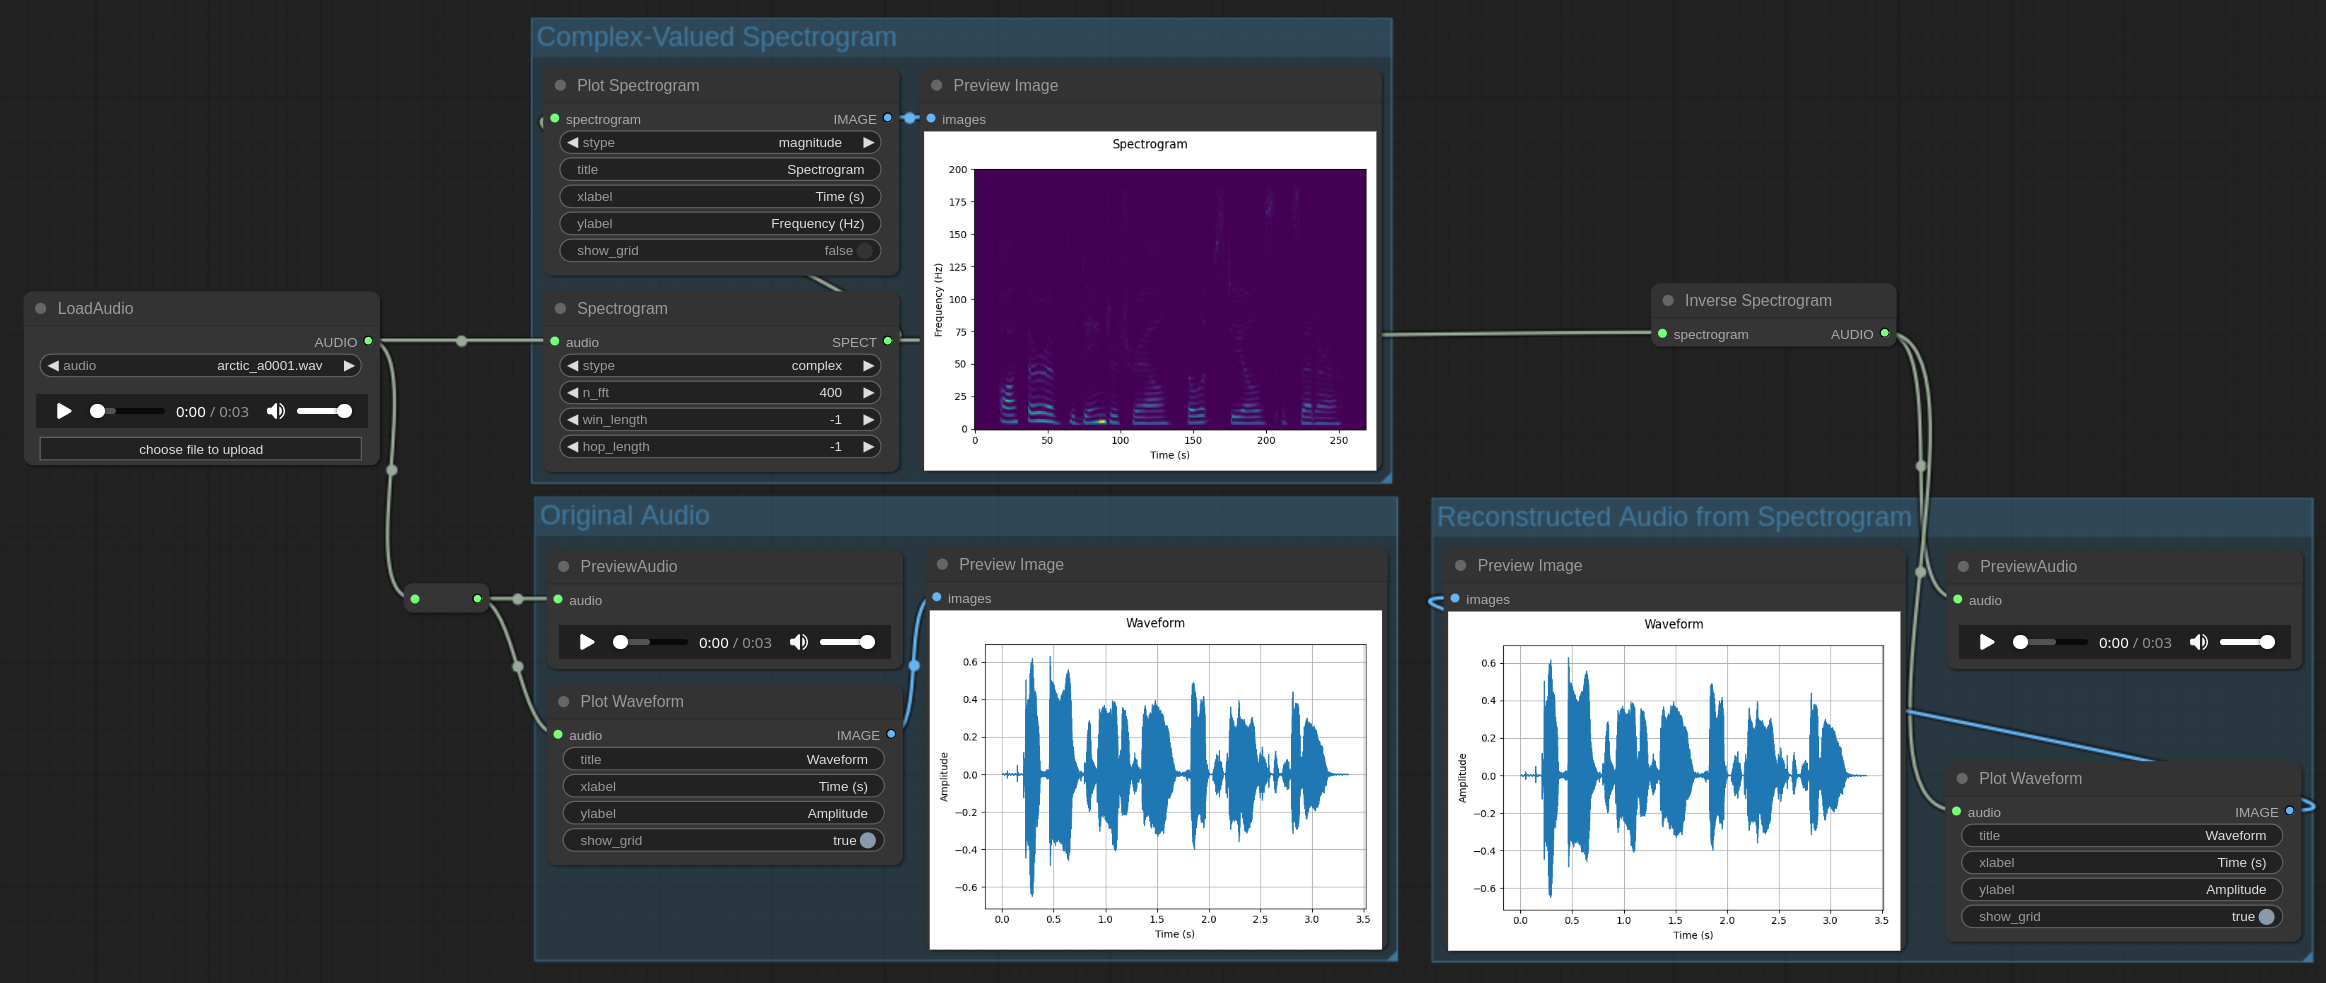 LoadAudio
AUDIO
audio arctic_a0001.wav
0:00 / 0:03
choose file to upload
Complex-Valued Spectrogram
Plot Spectrogram
spectrogram IMAGE
stype magnitude
title Spectrogram
xlabel Time (s)
ylabel Frequency (Hz)
show_grid false
Spectrogram
audio SPECT
stype complex
n_fft 400
win_length -1
hop_length -1
Preview Image
images
Spectrogram
Frequency (Hz)
200
175
150
125
100
75
50
25
0
0 50 100 150 200 250
Time (s)
Original Audio
PreviewAudio
audio
0:00 / 0:03
Plot Waveform
audio IMAGE
title Waveform
xlabel Time (s)
ylabel Amplitude
show_grid true
Preview Image
images
Waveform
Amplitude
0.6
0.4
0.2
0.0
−0.2
−0.4
−0.6
0.0 0.5 1.0 1.5 2.0 2.5 3.0 3.5
Time (s)
Inverse Spectrogram
spectrogram AUDIO
Reconstructed Audio from Spectrogram
Preview Image
images
Waveform
Amplitude
0.6
0.4
0.2
0.0
−0.2
−0.4
−0.6
0.0 0.5 1.0 1.5 2.0 2.5 3.0 3.5
Time (s)
PreviewAudio
audio
0:00 / 0:03
Plot Waveform
audio IMAGE
title Waveform
xlabel Time (s)
ylabel Amplitude
show_grid true